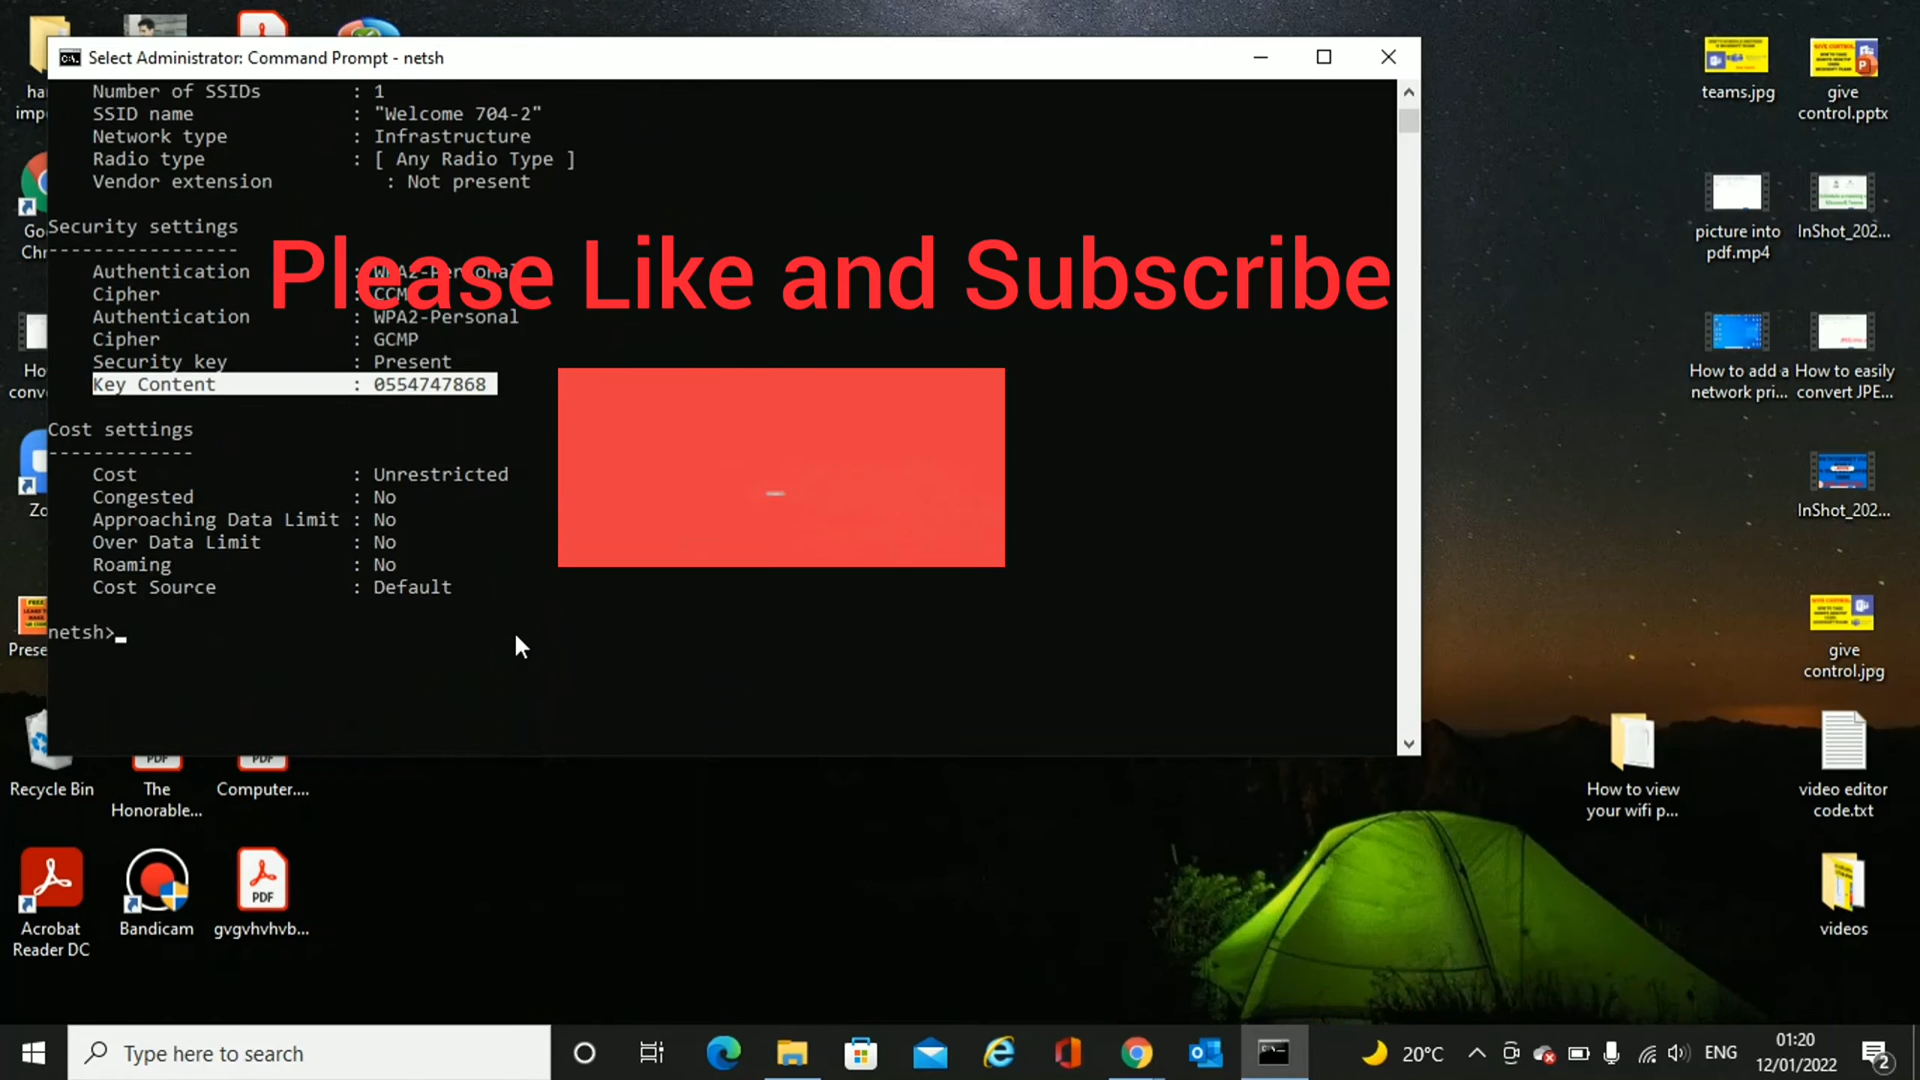 Select Administrator: Command Prompt - netsh
Number of SSIDs : 1
SSID name : "Welcome 704-2"
Network type : Infrastructure
Radio type : [ Any Radio Type ]
Vendor extension : Not present
Security settings
-----------------
Authentication : WPA2-Personal
Cipher : CCMP
Authentication : WPA2-Personal
Cipher : GCMP
Security key : Present
Key Content : 0554747868
Please Like and Subscribe
Cost settings
-------------
Cost : Unrestricted
Congested : No
Approaching Data Limit : No
Over Data Limit : No
Roaming : No
Cost Source : Default
netsh>
teams.jpg
give
control.pptx
picture into
pdf.mp4
InShot_202...
How to add a
network pri...
How to easily
convert JPE...
InShot_202...
give
control.jpg
How to view
your wifi p...
video editor
code.txt
videos
Recycle Bin
The
Honorable...
Computer....
Acrobat
Reader DC
Bandicam
PDF
gvgvhvhvb...
Type here to search
20°C
ENG
01:20
12/01/2022
2